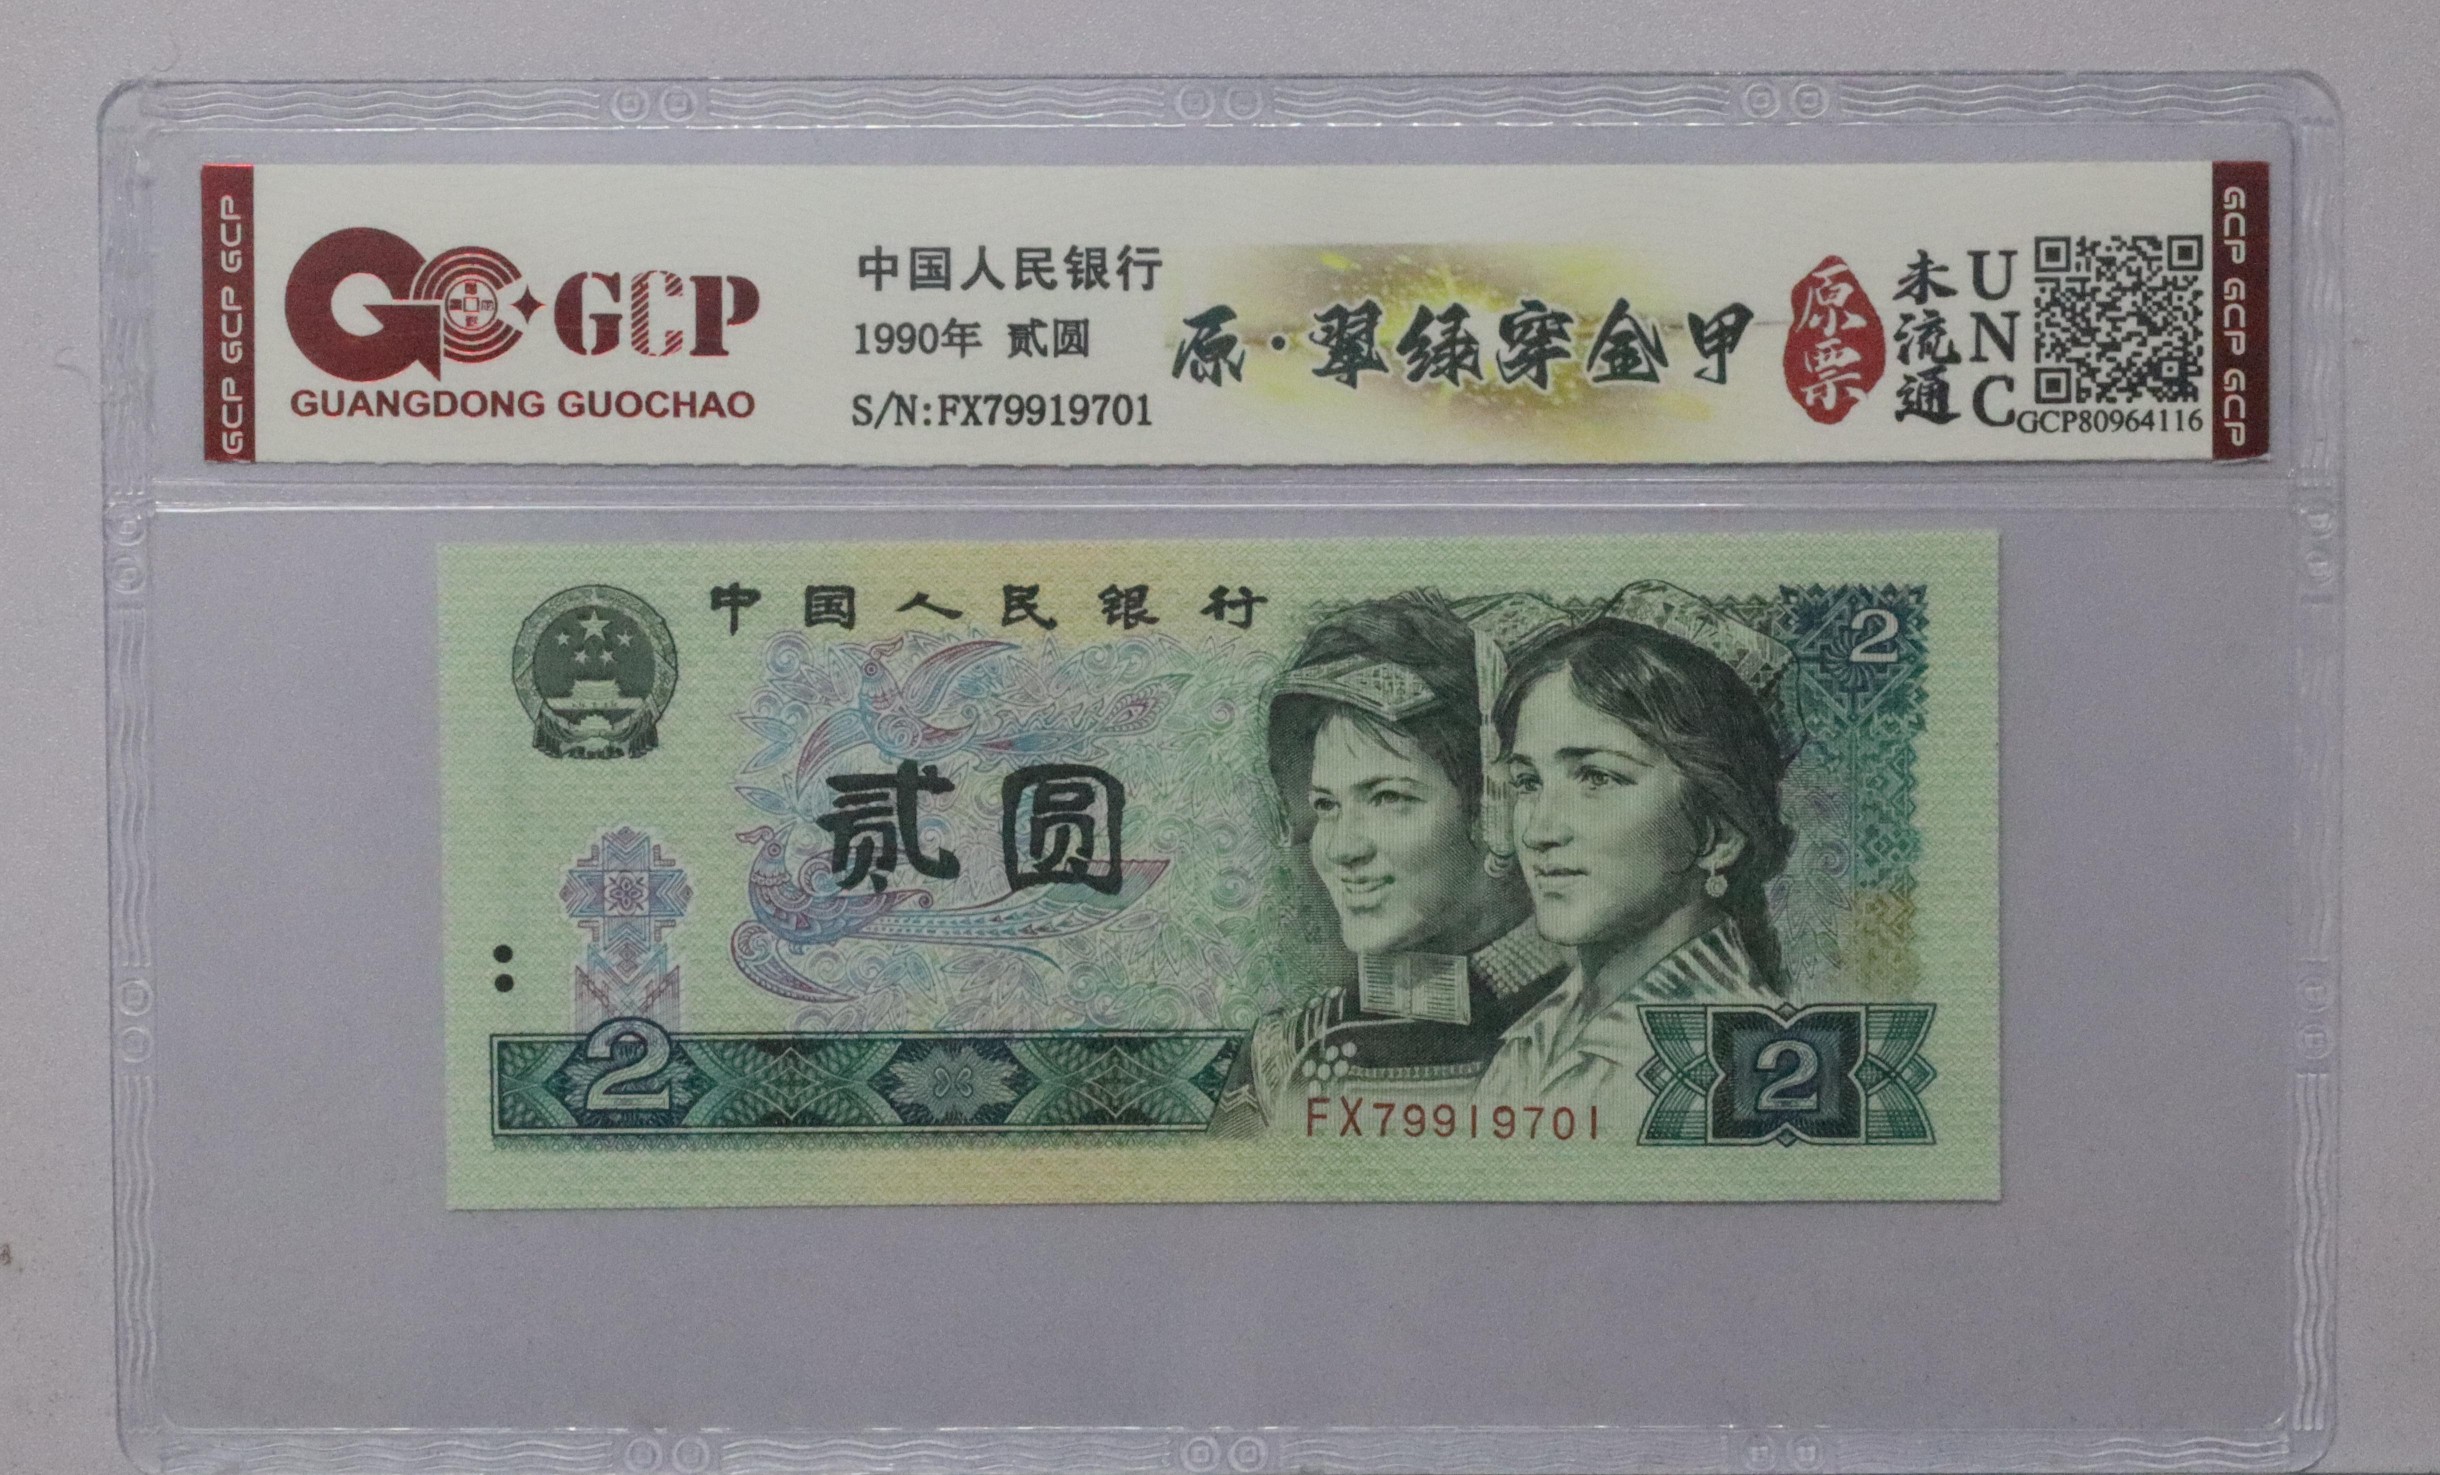 GCP GCP GCP
GCP
GUANGDONG GUOCHAO
中国人民银行
1990年 贰圆
S/N:FX79919701
原·翠绿穿金甲
原票
未流通
UNC
GCP80964116
GCP GCP GCP
中国人民银行
2
贰圆
2
FX79919701
2